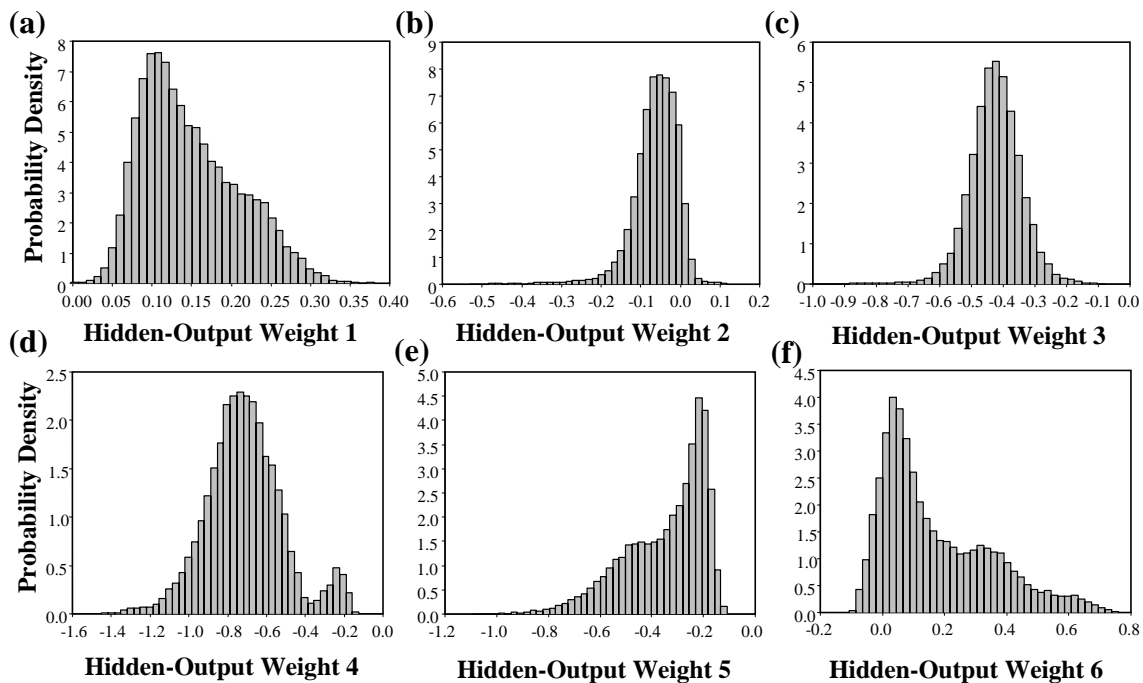 (a)
Probability Density
8
7
6
5
4
3
2
1
0
0.00 0.05 0.10 0.15 0.20 0.25 0.30 0.35 0.40
Hidden-Output Weight 1
(b)
9
8
7
6
5
4
3
2
1
0
-0.6 -0.5 -0.4 -0.3 -0.2 -0.1 0.0 0.1 0.2
Hidden-Output Weight 2
(c)
6
5
4
3
2
1
0
-1.0 -0.9 -0.8 -0.7 -0.6 -0.5 -0.4 -0.3 -0.2 -0.1 0.0
Hidden-Output Weight 3
(d)
Probability Density
2.5
2.0
1.5
1.0
0.5
0.0
-1.6 -1.4 -1.2 -1.0 -0.8 -0.6 -0.4 -0.2 0.0
Hidden-Output Weight 4
(e)
5.0
4.5
4.0
3.5
3.0
2.5
2.0
1.5
1.0
0.5
0.0
-1.2 -1.0 -0.8 -0.6 -0.4 -0.2 0.0
Hidden-Output Weight 5
(f)
4.5
4.0
3.5
3.0
2.5
2.0
1.5
1.0
0.5
0.0
-0.2 0.0 0.2 0.4 0.6 0.8
Hidden-Output Weight 6